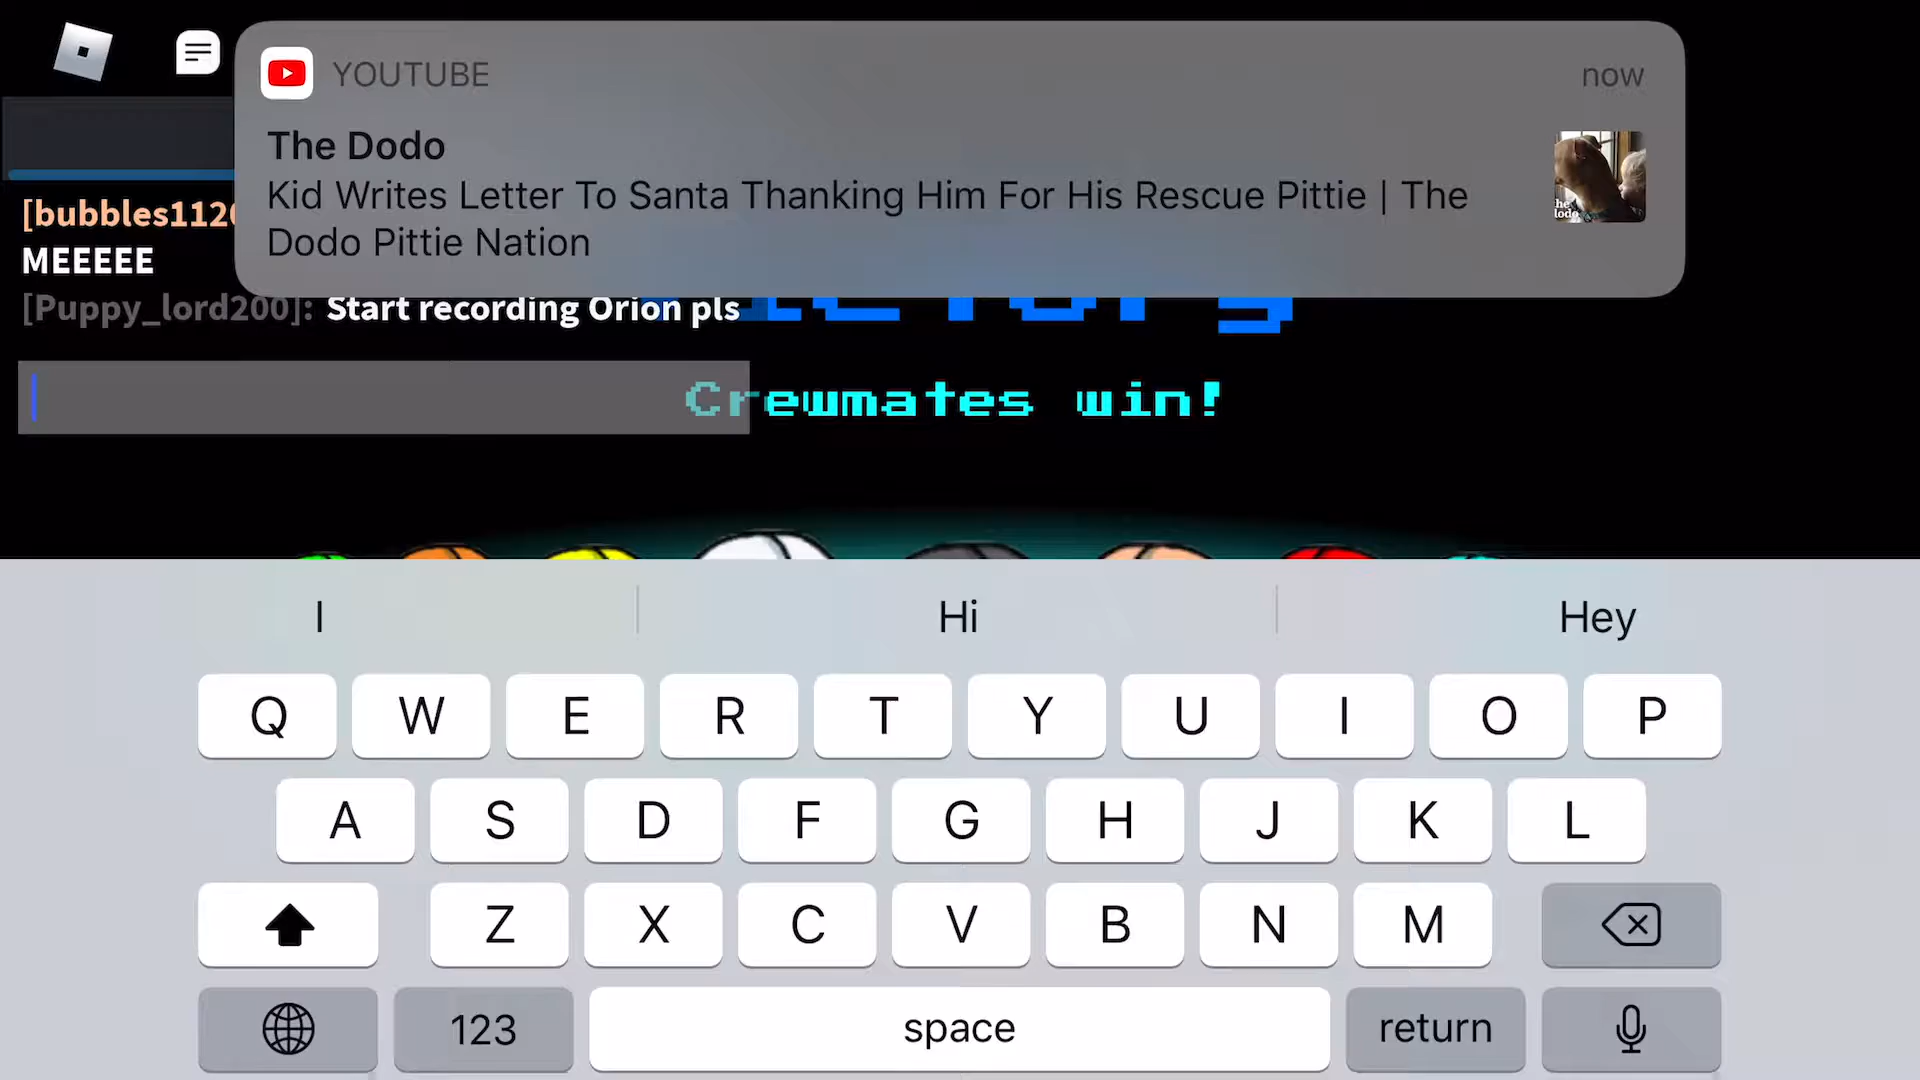 YOUTUBE
now
The Dodo
Kid Writes Letter To Santa Thanking Him For His Rescue Pittie | The
Dodo Pittie Nation
[bubbles112
MEEEEE
[Puppy_lord200]: Start recording Orion pls
Crewmates win!
I Hi Hey
Q W E R T Y U I O P
A S D F G H J K L
Z X C V B N M
123 space return